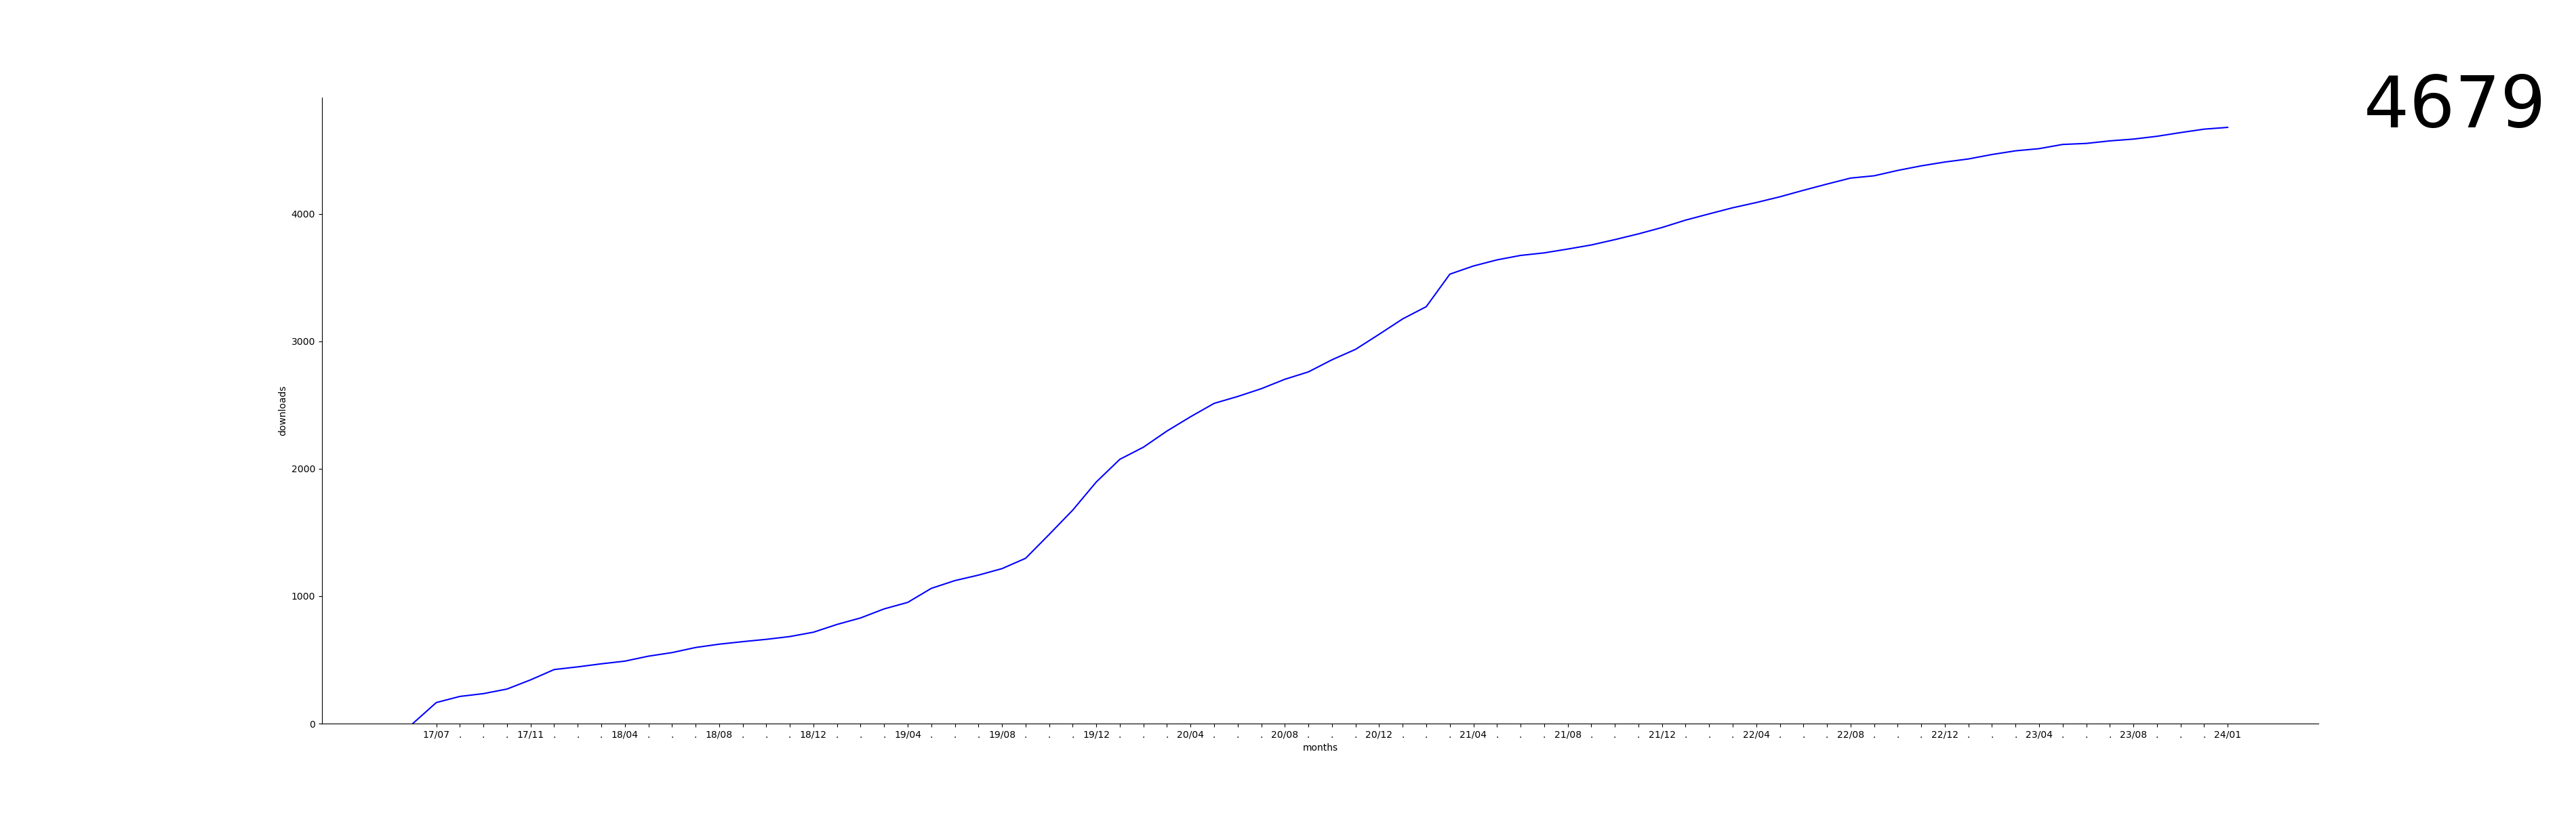 4679
4000
3000
2000
1000
0
downloads
17/07 . . . 17/11 . . . 18/04 . . . 18/08 . . . 18/12 . . . 19/04 . . . 19/08 . . . 19/12 . . . 20/04 . . . 20/08 . . . 20/12 . . . 21/04 . . . 21/08 . . . 21/12 . . . 22/04 . . . 22/08 . . . 22/12 . . . 23/04 . . . 23/08 . . . 24/01
months